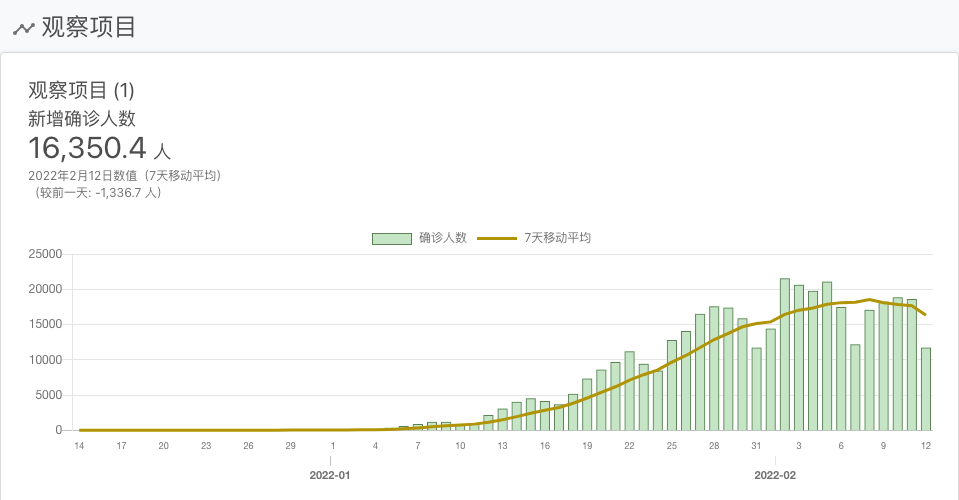 观察项目
观察项目 (1)
新增确诊人数
16,350.4 人
2022年2月12日数值（7天移动平均）
（较前一天: -1,336.7 人）
确诊人数 7天移动平均
25000
20000
15000
10000
5000
0
14 17 20 23 26 29 1 4 7 10 13 16 19 22 25 28 31 3 6 9 12
2022-01 2022-02